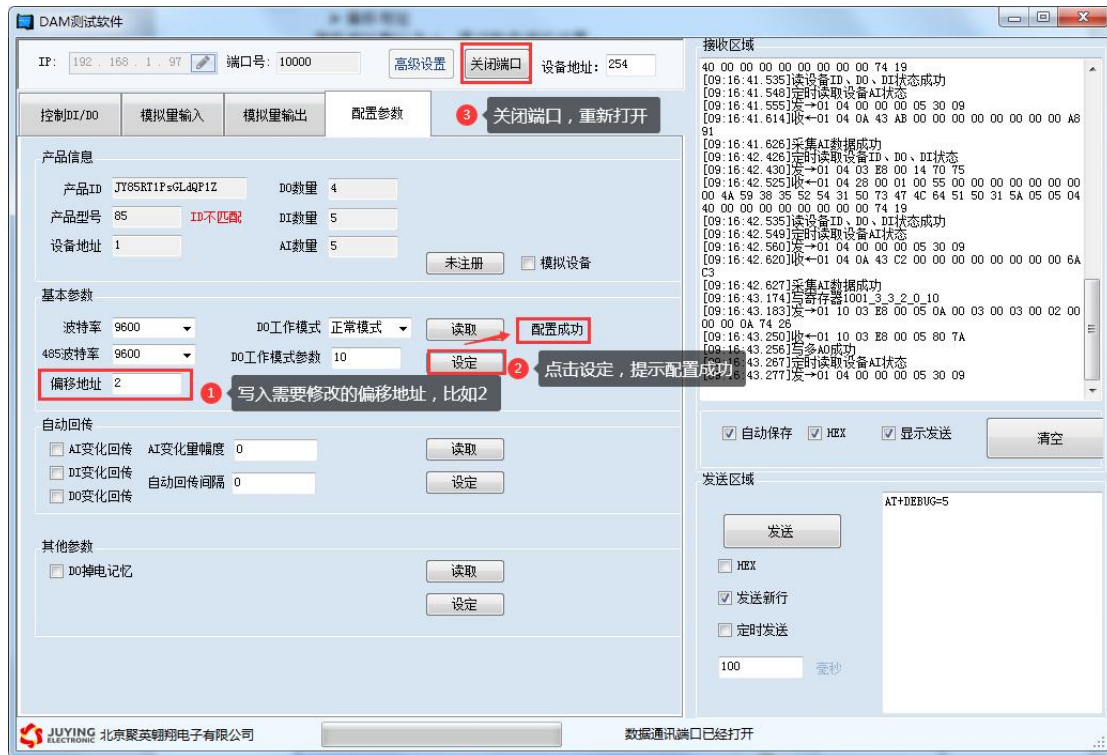 DAM测试软件
IP: 192 . 168 . 1 . 97 端口号: 10000 高级设置 关闭端口 设备地址: 254
控制DI/DO 模拟量输入 模拟量输出 配置参数
3 关闭端口，重新打开
产品信息
产品ID JY85RT1PsGLdQP1Z DO数量 4
产品型号 85 ID不匹配 DI数量 5
设备地址 1 AI数量 5
未注册 模拟设备
基本参数
波特率 9600 DO工作模式 正常模式 读取 配置成功
485波特率 9600 DO工作模式参数 10 设定
2 点击设定，提示配置成功
偏移地址 2
1 写入需要修改的偏移地址，比如2
自动回传
AI变化回传 AI变化量幅度 0 读取
DI变化回传
自动回传间隔 0 设定
DO变化回传
其他参数
DO掉电记忆 读取
设定
接收区域
40 00 00 00 00 00 00 00 00 74 19
[09:16:41.535]读设备ID、DO、DI状态成功
[09:16:41.548]定时读取设备AI状态
[09:16:41.555]发→01 04 00 00 00 05 30 09
[09:16:41.614]收←01 04 0A 43 AB 00 00 00 00 00 00 00 00 A8
91
[09:16:41.626]采集AI数据成功
[09:16:42.426]定时读取设备ID、DO、DI状态
[09:16:42.430]发→01 04 03 E8 00 14 70 75
[09:16:42.525]收←01 04 28 00 01 00 55 00 00 00 00 00 00 00
00 4A 59 38 35 52 54 31 50 73 47 4C 64 51 50 31 5A 05 05 04
40 00 00 00 00 00 00 00 00 74 19
[09:16:42.535]读设备ID、DO、DI状态成功
[09:16:42.549]定时读取设备AI状态
[09:16:42.560]发→01 04 00 00 00 05 30 09
[09:16:42.620]收←01 04 0A 43 C2 00 00 00 00 00 00 00 00 6A
C3
[09:16:42.627]采集AI数据成功
[09:16:43.174]写寄存器1001_3_3_2_0_10
[09:16:43.183]发→01 10 03 E8 00 05 0A 00 03 00 03 00 02 00
00 00 0A 74 26
[09:16:43.250]收←01 10 03 E8 00 05 80 7A
[09:16:43.256]写多AO成功
[09:16:43.267]定时读取设备AI状态
[09:16:43.277]发→01 04 00 00 00 05 30 09
自动保存 HEX 显示发送 清空
发送区域
AT+DEBUG=5
发送
HEX
发送新行
定时发送
100 毫秒
JUYING ELECTRONIC 北京聚英翱翔电子有限公司 数据通讯端口已经打开